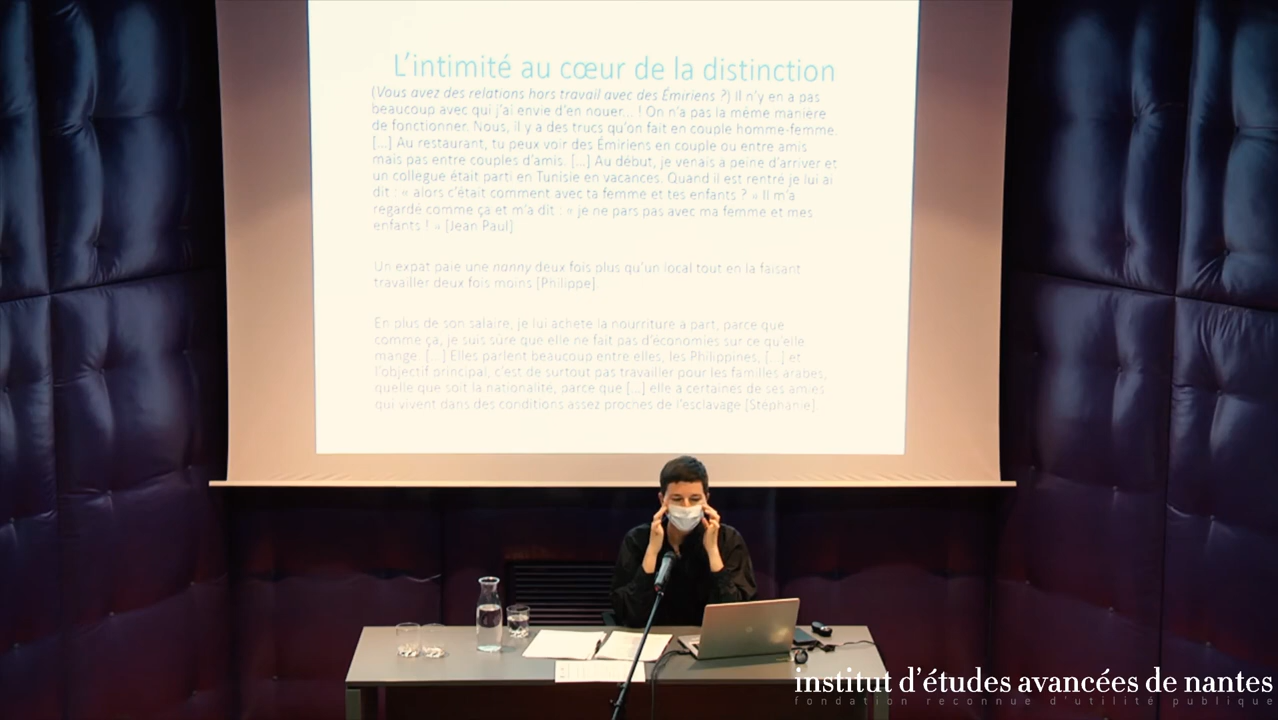 L'intimité au cœur de la distinction
(Vous avez des relations hors travail avec des Émiriens ?) Il n'y en a pas
beaucoup avec qui j'ai envie d'en nouer... ! On n'a pas la même manière
de fonctionner. Nous, il y a des trucs qu'on fait en couple homme-femme.
[...] Au restaurant, tu peux voir des Émiriens en couple ou entre amis
mais pas entre couples d'amis. [...] Au début, je venais à peine d'arriver et
un collègue était parti en Tunisie en vacances. Quand il est rentré je lui ai
dit : « alors c'était comment avec ta femme et tes enfants ? » Il m'a
regardé comme ça et m'a dit : « je ne pars pas avec ma femme et mes
enfants ! » [Jean Paul]
Un expat paie une nanny deux fois plus qu'un local tout en la faisant
travailler deux fois moins [Philippe]
En plus de son salaire, je lui achète la nourriture à part, parce que
comme ça, je suis sûre que elle ne fait pas d'économies sur ce qu'elle
mange. [...] Elles parlent beaucoup entre elles, les Philippines, [...] et
l'objectif principal, c'est de surtout pas travailler pour les familles arabes,
quelle que soit la nationalité, parce que [...] elle a certaines de ses amies
qui vivent dans des conditions assez proches de l'esclavage [Stéphanie]
institut d'études avancées de nantes
fondation reconnue d'utilité publique